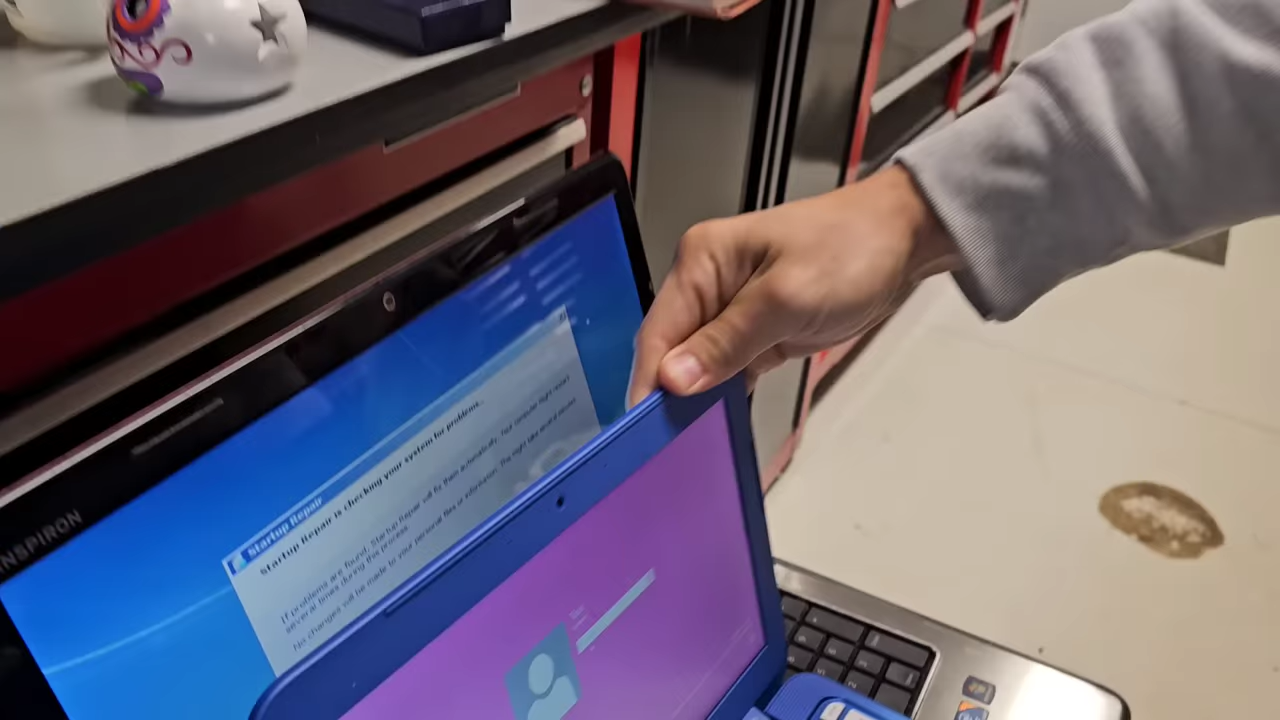 NSPIRON
Startup Repair
Startup Repair is checking your system for problems...
If problems are found, Startup Repair will fix them automatically. Your computer might restart
several times during this process.
No changes will be made to your personal files or information. This might take several minutes